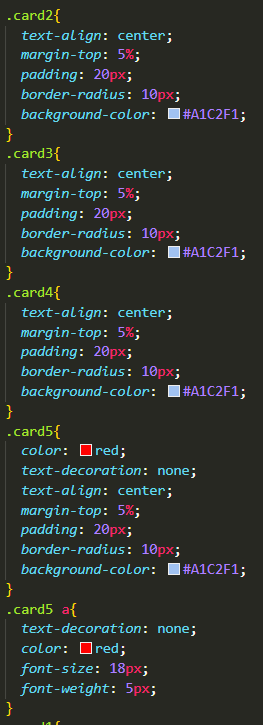 .card2{
text-align: center;
margin-top: 5%;
padding: 20px;
border-radius: 10px;
background-color: #A1C2F1;
}
.card3{
text-align: center;
margin-top: 5%;
padding: 20px;
border-radius: 10px;
background-color: #A1C2F1;
}
.card4{
text-align: center;
margin-top: 5%;
padding: 20px;
border-radius: 10px;
background-color: #A1C2F1;
}
.card5{
color: red;
text-decoration: none;
text-align: center;
margin-top: 5%;
padding: 20px;
border-radius: 10px;
background-color: #A1C2F1;
}
.card5 a{
text-decoration: none;
color: red;
font-size: 18px;
font-weight: 5px;
}